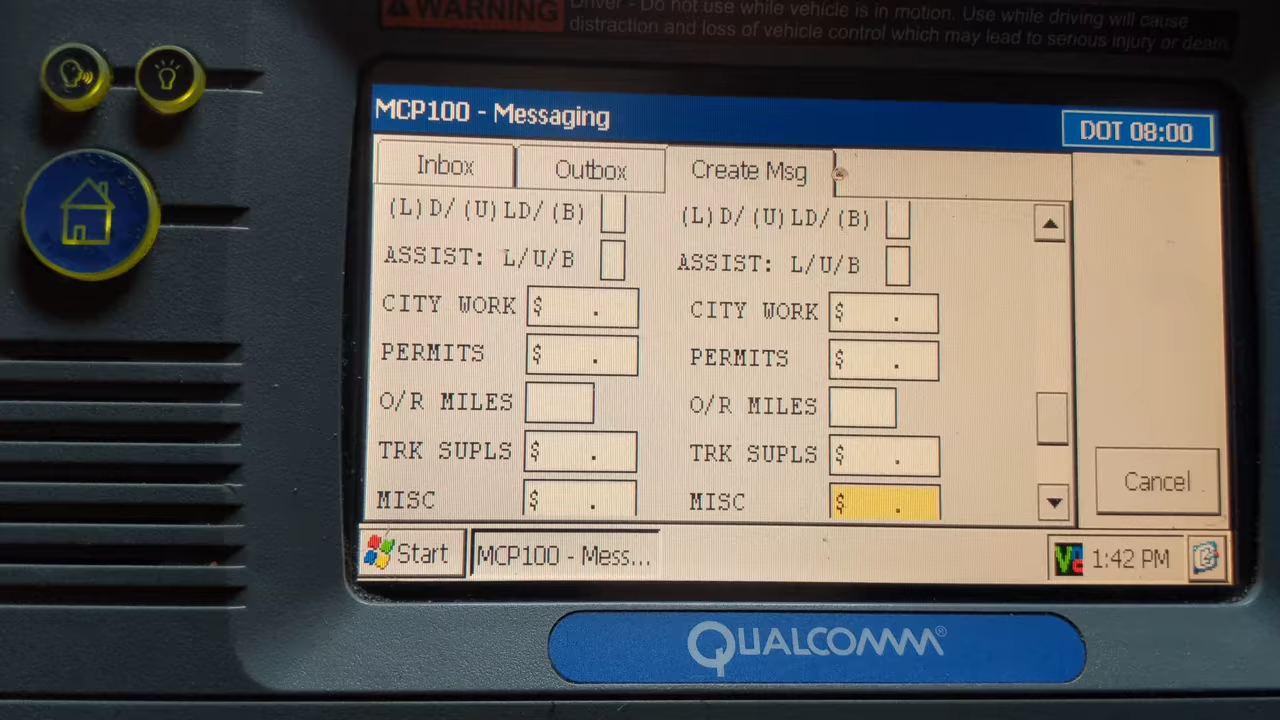 WARNING Driver - Do not use while vehicle is in motion. Use while driving will cause
distraction and loss of vehicle control which may lead to serious injury or death.
MCP100 - Messaging
DOT 08:00
Inbox Outbox Create Msg
(L)D/(U)LD/(B) (L)D/(U)LD/(B)
ASSIST: L/U/B ASSIST: L/U/B
CITY WORK $ . CITY WORK $ .
PERMITS $ . PERMITS $ .
O/R MILES O/R MILES
TRK SUPLS $ . TRK SUPLS $ .
MISC $ . MISC $ .
Cancel
Start MCP100 - Mess... 1:42 PM
QUALCOMM®